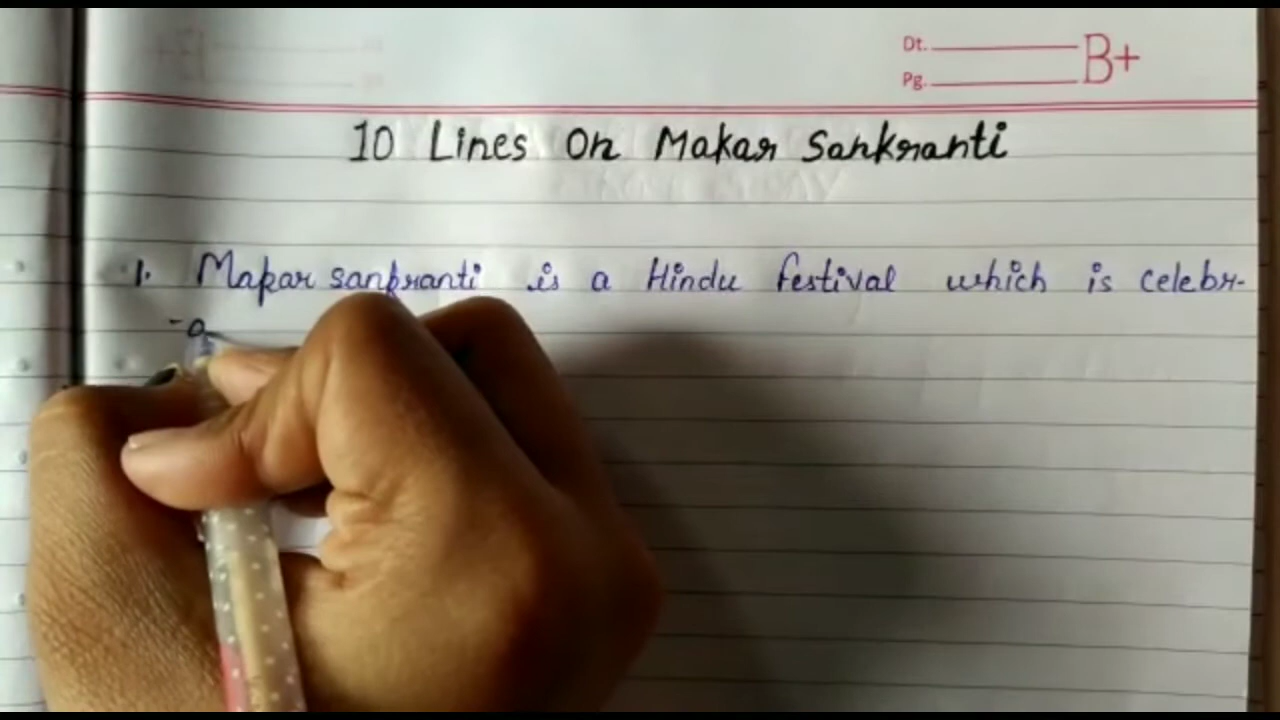 Dt.
Pg.
B+
10 Lines On Makar Sankranti
1. Makar sankranti is a Hindu festival which is celebr-
-a